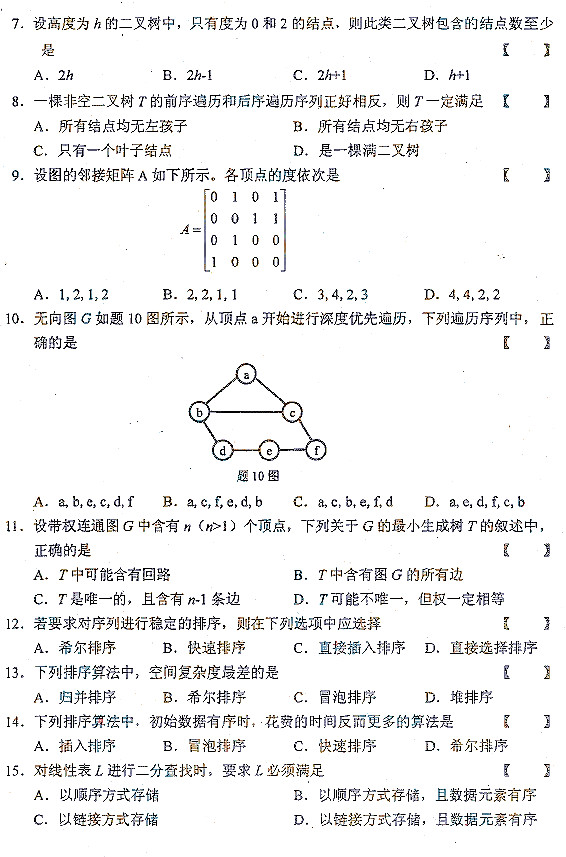 7．设高度为 h 的二叉树中，只有度为 0 和 2 的结点，则此类二叉树包含的结点数至少
是 【 】
A．2h B．2h-1 C．2h+1 D．h+1
8．一棵非空二叉树 T 的前序遍历和后序遍历序列正好相反，则 T 一定满足 【 】
A．所有结点均无左孩子 B．所有结点均无右孩子
C．只有一个叶子结点 D．是一棵满二叉树
9．设图的邻接矩阵 A 如下所示。各顶点的度依次是 【 】
0 1 0 1
0 0 1 1
A=
0 1 0 0
1 0 0 0
A．1, 2, 1, 2 B．2, 2, 1, 1 C．3, 4, 2, 3 D．4, 4, 2, 2
10．无向图 G 如题 10 图所示，从顶点 a 开始进行深度优先遍历，下列遍历序列中，正
确的是 【 】
a
b c
d e f
题 10 图
A．a, b, e, c, d, f B．a, c, f, e, d, b C．a, c, b, e, f, d D．a, e, d, f, c, b
11．设带权连通图 G 中含有 n（n>1）个顶点，下列关于 G 的最小生成树 T 的叙述中，
正确的是 【 】
A．T 中可能含有回路 B．T 中含有图 G 的所有边
C．T 是唯一的，且含有 n-1 条边 D．T 可能不唯一，但权一定相等
12．若要求对序列进行稳定的排序，则在下列选项中应选择 【 】
A．希尔排序 B．快速排序 C．直接插入排序 D．直接选择排序
13．下列排序算法中，空间复杂度最差的是 【 】
A．归并排序 B．希尔排序 C．冒泡排序 D．堆排序
14．下列排序算法中，初始数据有序时，花费的时间反而更多的算法是 【 】
A．插入排序 B．冒泡排序 C．快速排序 D．希尔排序
15．对线性表 L 进行二分查找时，要求 L 必须满足 【 】
A．以顺序方式存储 B．以顺序方式存储，且数据元素有序
C．以链接方式存储 D．以链接方式存储，且数据元素有序